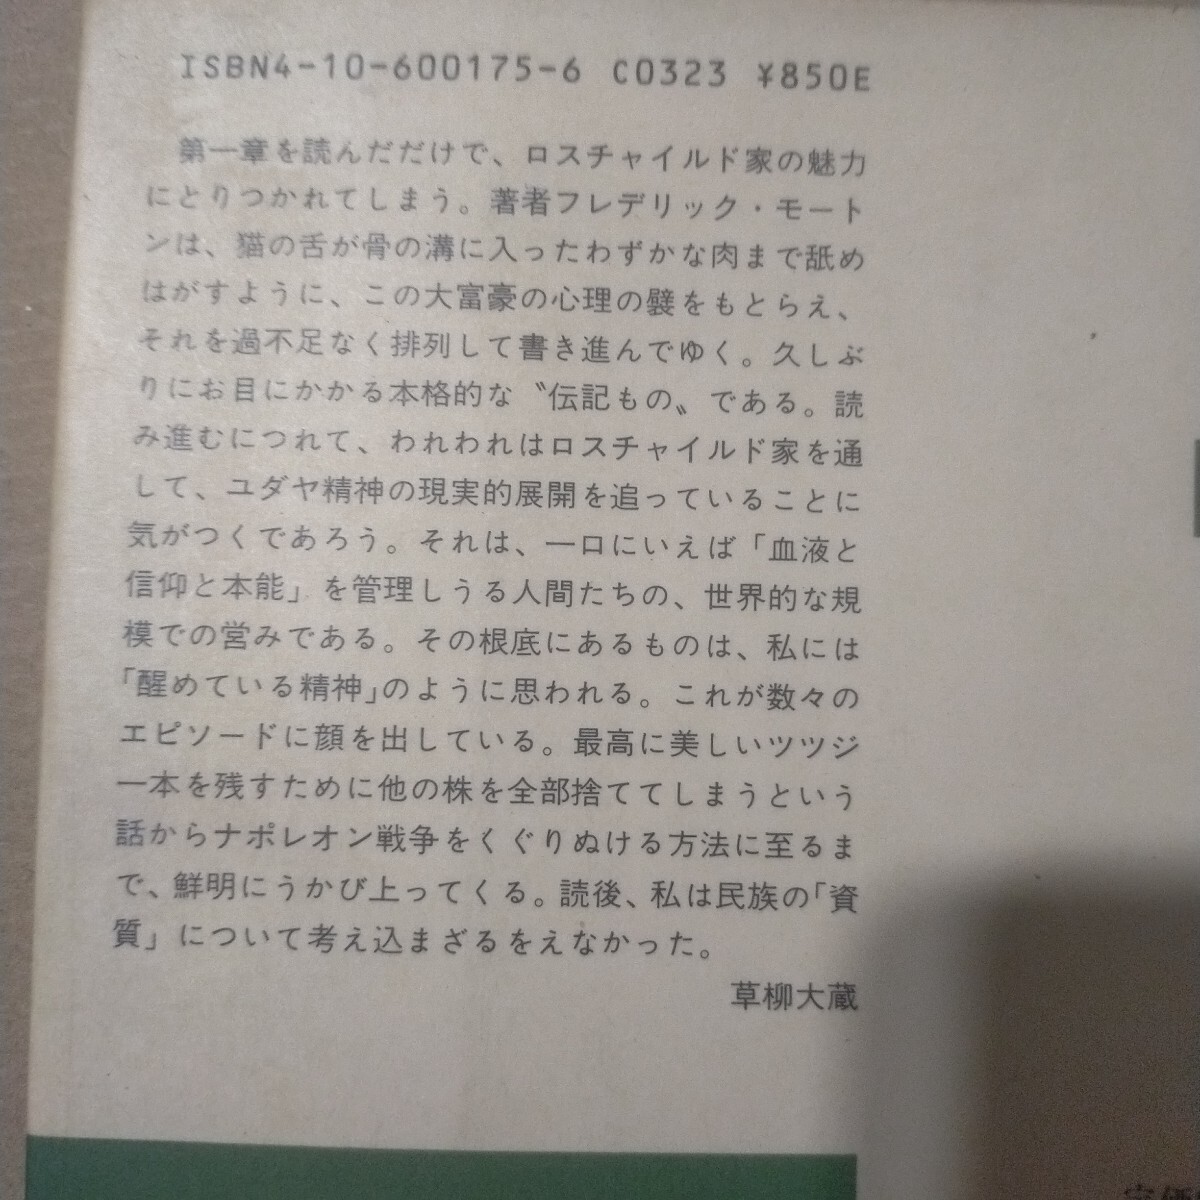 ISBN4-10-600175-6 C0323 ¥850E
第一章を読んだだけで、ロスチャイルド家の魅力
にとりつかれてしまう。著者フレデリック・モート
ンは、猫の舌が骨の溝に入ったわずかな肉まで舐め
はがすように、この大富豪の心理の襞をもとらえ、
それを過不足なく排列して書き進んでゆく。久しぶ
りにお目にかかる本格的な〝伝記もの〟である。読
み進むにつれて、われわれはロスチャイルド家を通
して、ユダヤ精神の現実的展開を追っていることに
気がつくであろう。それは、一口にいえば「血液と
信仰と本能」を管理しうる人間たちの、世界的な規
模での営みである。その根底にあるものは、私には
「醒めている精神」のように思われる。これが数々の
エピソードに顔を出している。最高に美しいツツジ
一本を残すために他の株を全部捨ててしまうという
話からナポレオン戦争をくぐりぬける方法に至るま
で、鮮明にうかび上ってくる。読後、私は民族の「資
質」について考え込まざるをえなかった。
草柳大蔵